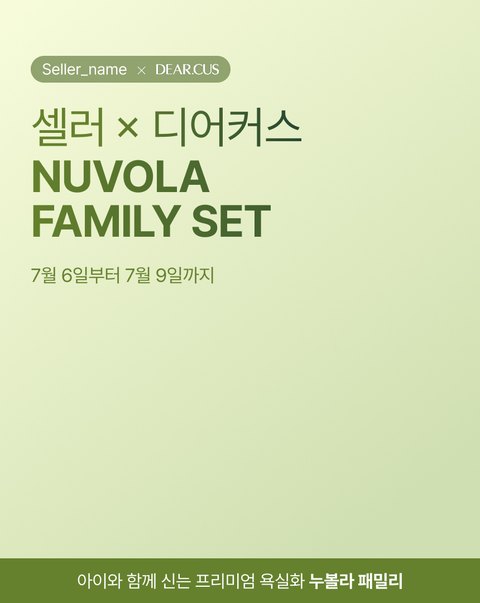 Seller_name × DEAR.CUS
셀러 × 디어커스
NUVOLA
FAMILY SET
7월 6일부터 7월 9일까지
아이와 함께 신는 프리미엄 욕실화 누볼라 패밀리